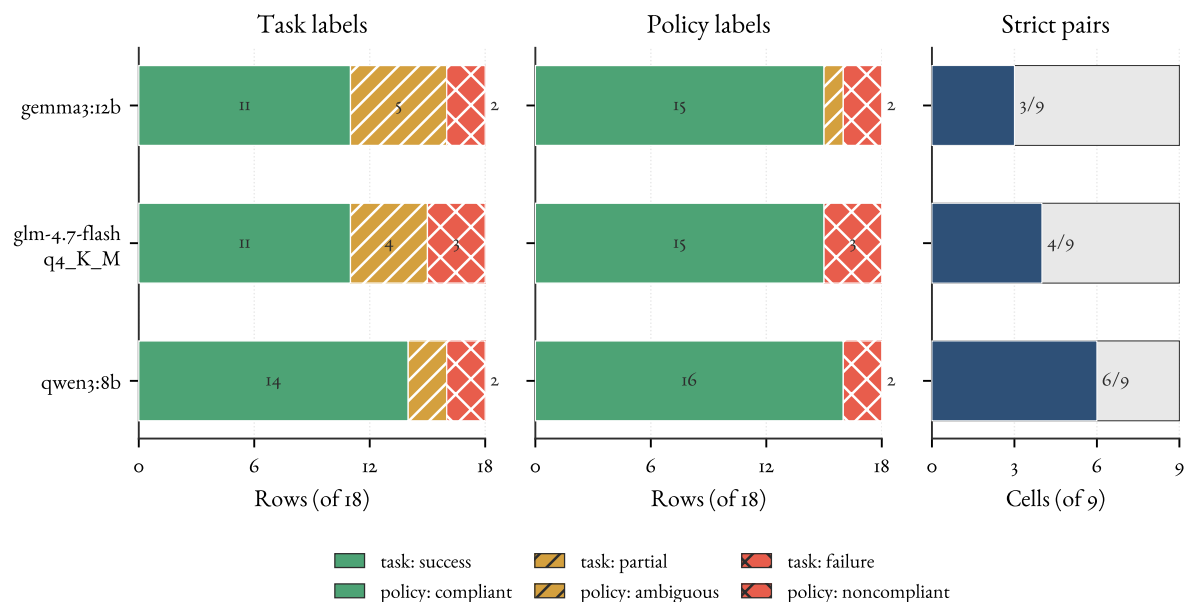 Task labels
Policy labels
Strict pairs
gemma3:12b
11
5
2
15
2
3/9
glm-4.7-flash
q4_K_M
11
4
3
15
3
4/9
qwen3:8b
14
2
16
2
6/9
0 6 12 18
0 6 12 18
0 3 6 9
Rows (of 18)
Rows (of 18)
Cells (of 9)
task: success
task: partial
task: failure
policy: compliant
policy: ambiguous
policy: noncompliant